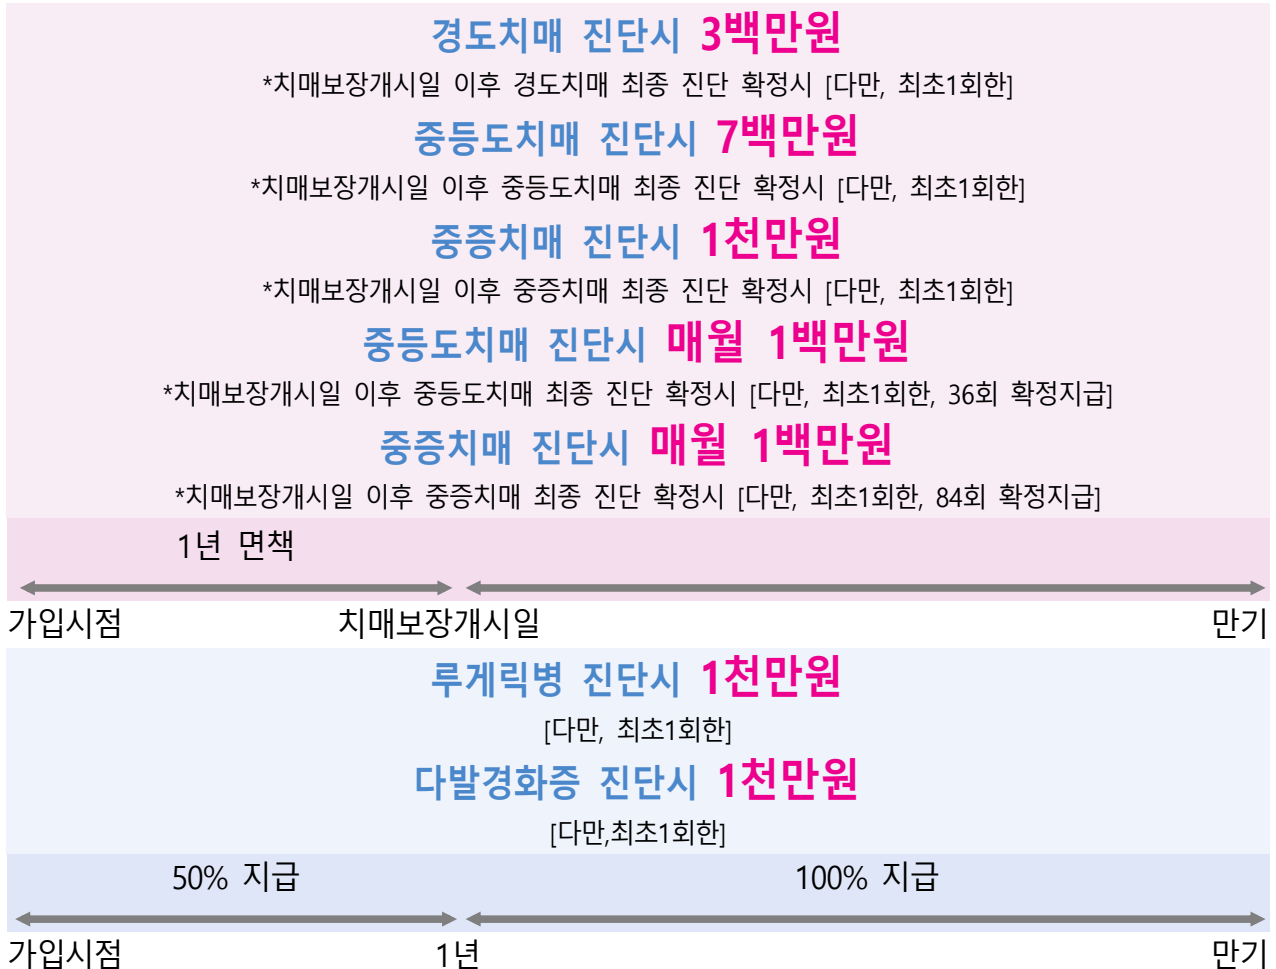 경도치매 진단시 3백만원
*치매보장개시일 이후 경도치매 최종 진단 확정시 [다만, 최초1회한]
중등도치매 진단시 7백만원
*치매보장개시일 이후 중등도치매 최종 진단 확정시 [다만, 최초1회한]
중증치매 진단시 1천만원
*치매보장개시일 이후 중증치매 최종 진단 확정시 [다만, 최초1회한]
중등도치매 진단시 매월 1백만원
*치매보장개시일 이후 중등도치매 최종 진단 확정시 [다만, 최초1회한, 36회 확정지급]
중증치매 진단시 매월 1백만원
*치매보장개시일 이후 중증치매 최종 진단 확정시 [다만, 최초1회한, 84회 확정지급]
1년 면책
가입시점 치매보장개시일 만기
루게릭병 진단시 1천만원
[다만, 최초1회한]
다발경화증 진단시 1천만원
[다만,최초1회한]
50% 지급 100% 지급
가입시점 1년 만기